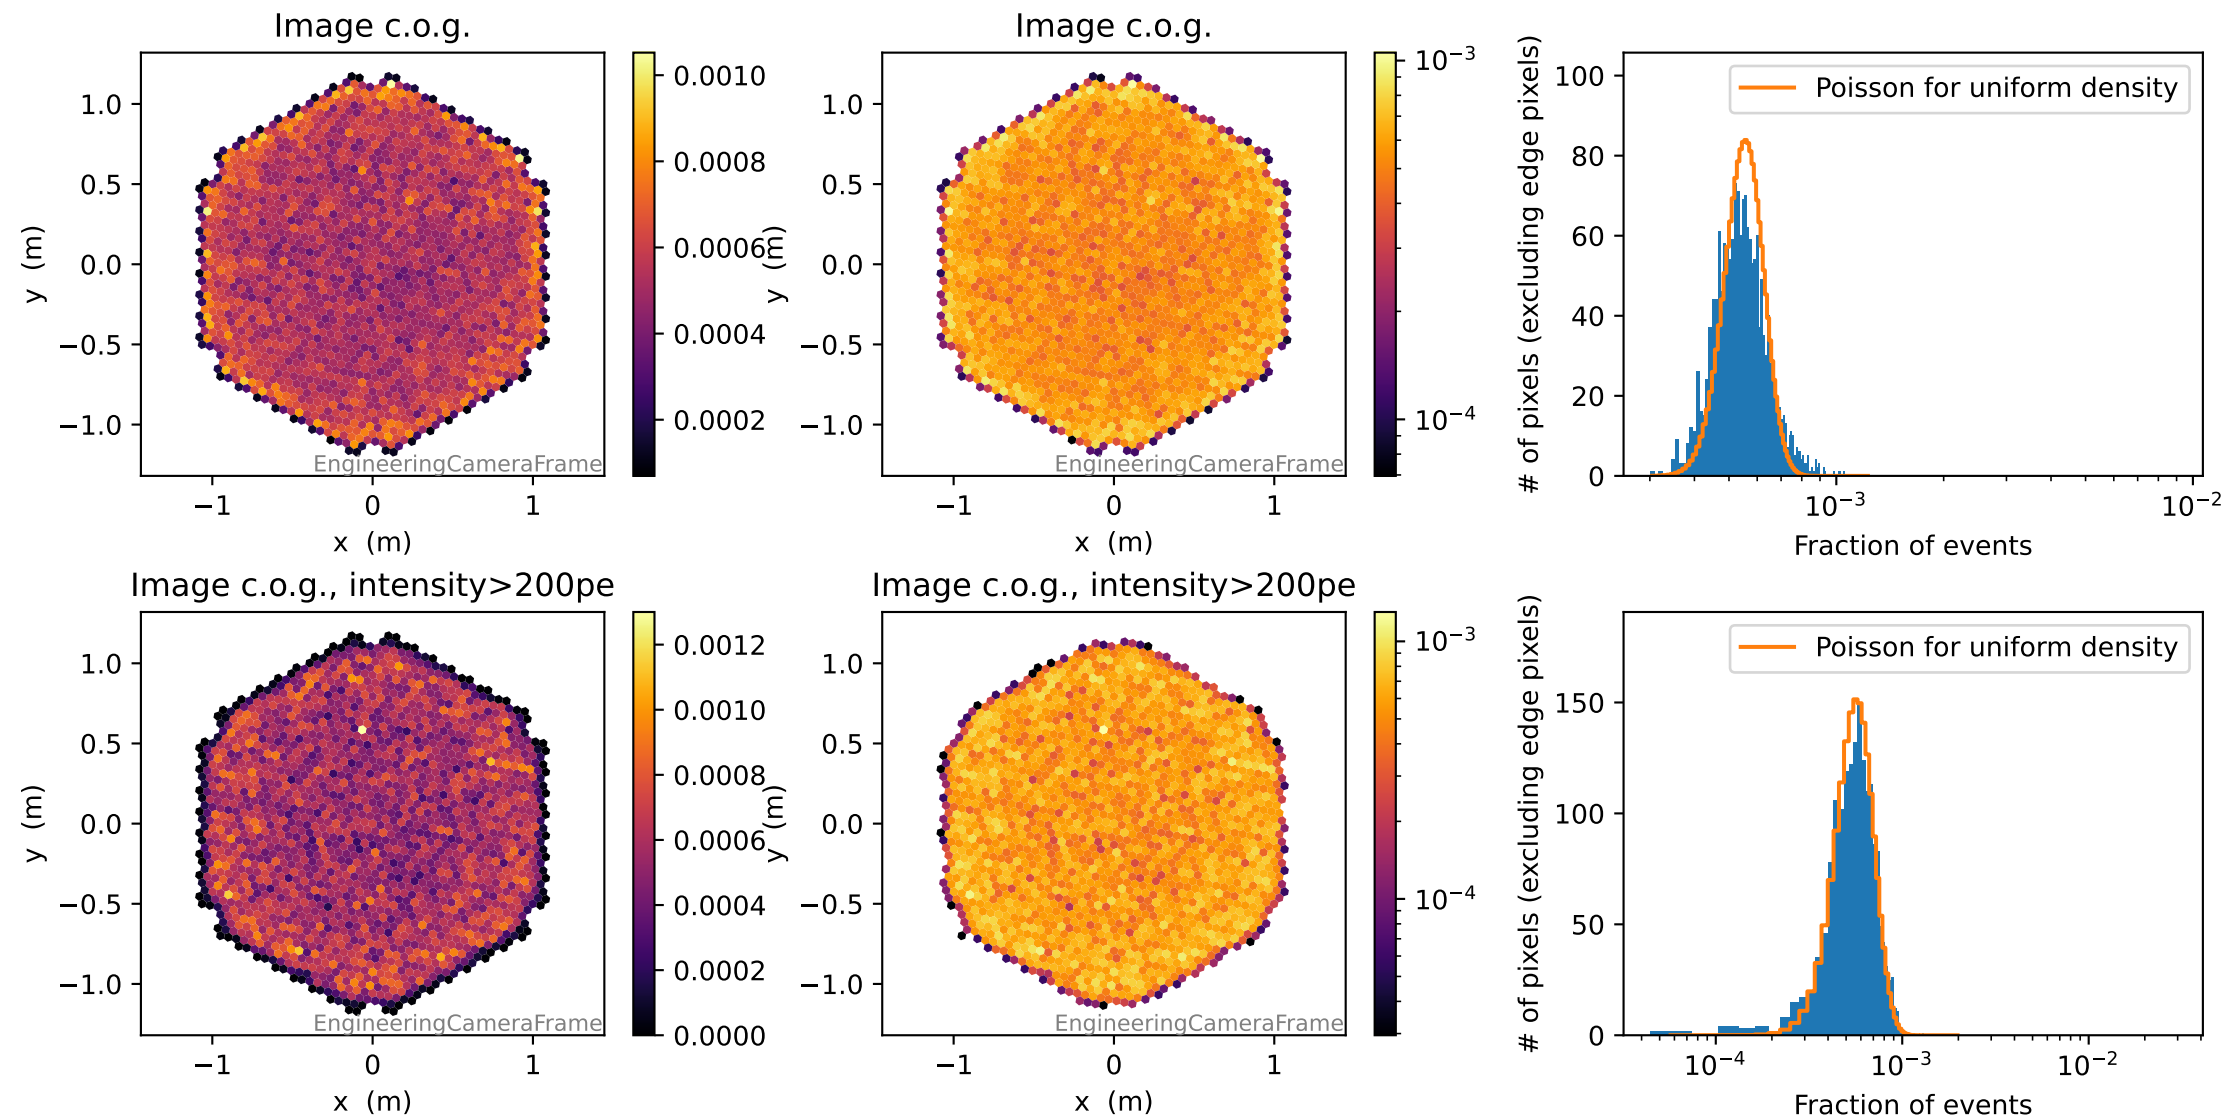 Image c.o.g.
1.0
0.5
0.0
−0.5
−1.0
y (m)
−1
0
1
x (m)
EngineeringCameraFrame
0.0010
0.0008
0.0006
0.0004
0.0002
Image c.o.g.
1.0
0.5
0.0
−0.5
−1.0
y (m)
−1
0
1
x (m)
EngineeringCameraFrame
10⁻³
10⁻⁴
Poisson for uniform density
100
80
60
40
20
0
# of pixels (excluding edge pixels)
10⁻³
10⁻²
Fraction of events
Image c.o.g., intensity>200pe
1.0
0.5
0.0
−0.5
−1.0
y (m)
−1
0
1
x (m)
EngineeringCameraFrame
0.0012
0.0010
0.0008
0.0006
0.0004
0.0002
0.0000
Image c.o.g., intensity>200pe
1.0
0.5
0.0
−0.5
−1.0
y (m)
−1
0
1
x (m)
EngineeringCameraFrame
10⁻³
10⁻⁴
Poisson for uniform density
150
100
50
0
# of pixels (excluding edge pixels)
10⁻⁴
10⁻³
10⁻²
Fraction of events